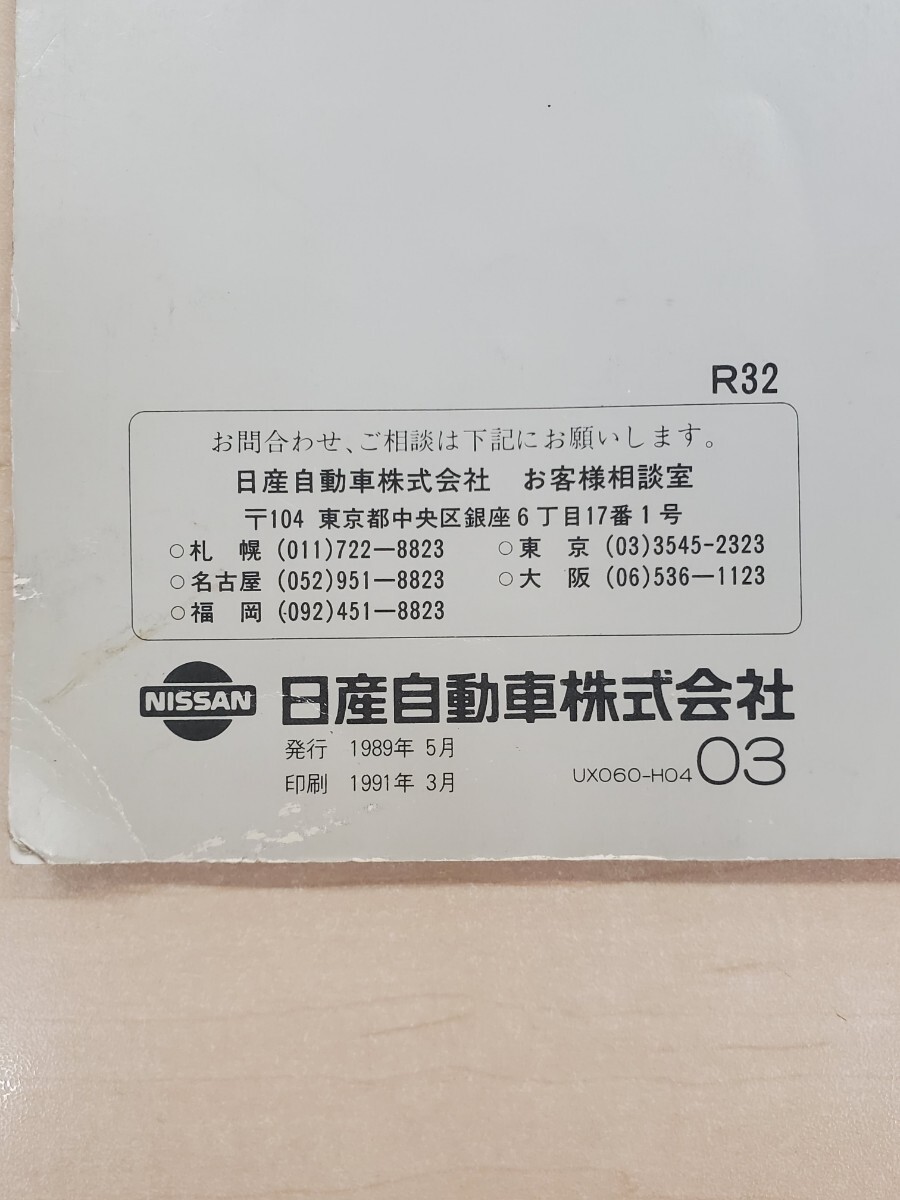 R32
お問合わせ、ご相談は下記にお願いします。
日産自動車株式会社 お客様相談室
〒104 東京都中央区銀座6丁目17番1号
○札 幌 (011)722—8823 ○東 京 (03)3545-2323
○名古屋 (052)951—8823 ○大 阪 (06)536—1123
○福 岡 (092)451—8823
NISSAN 日産自動車株式会社
発行 1989年 5月
印刷 1991年 3月 UX060-H04 03